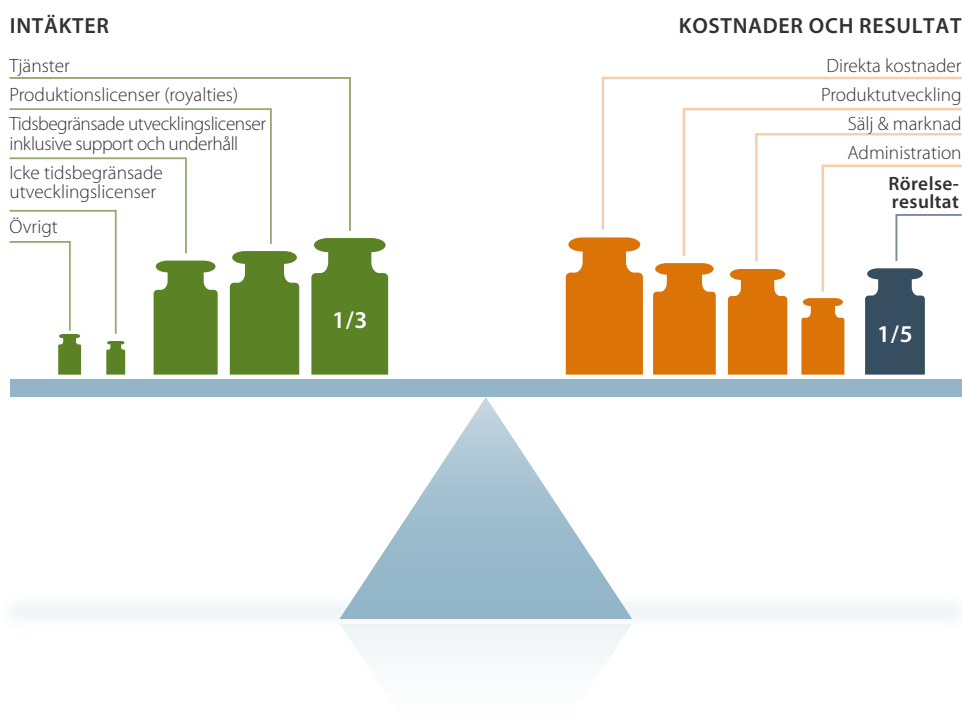 INTÄKTER
Tjänster
Produktionslicenser (royalties)
Tidsbegränsade utvecklingslicenser
inklusive support och underhåll
Icke tidsbegränsade
utvecklingslicenser
Övrigt
1/3
KOSTNADER OCH RESULTAT
Direkta kostnader
Produktutveckling
Sälj & marknad
Administration
Rörelse-
resultat
1/5